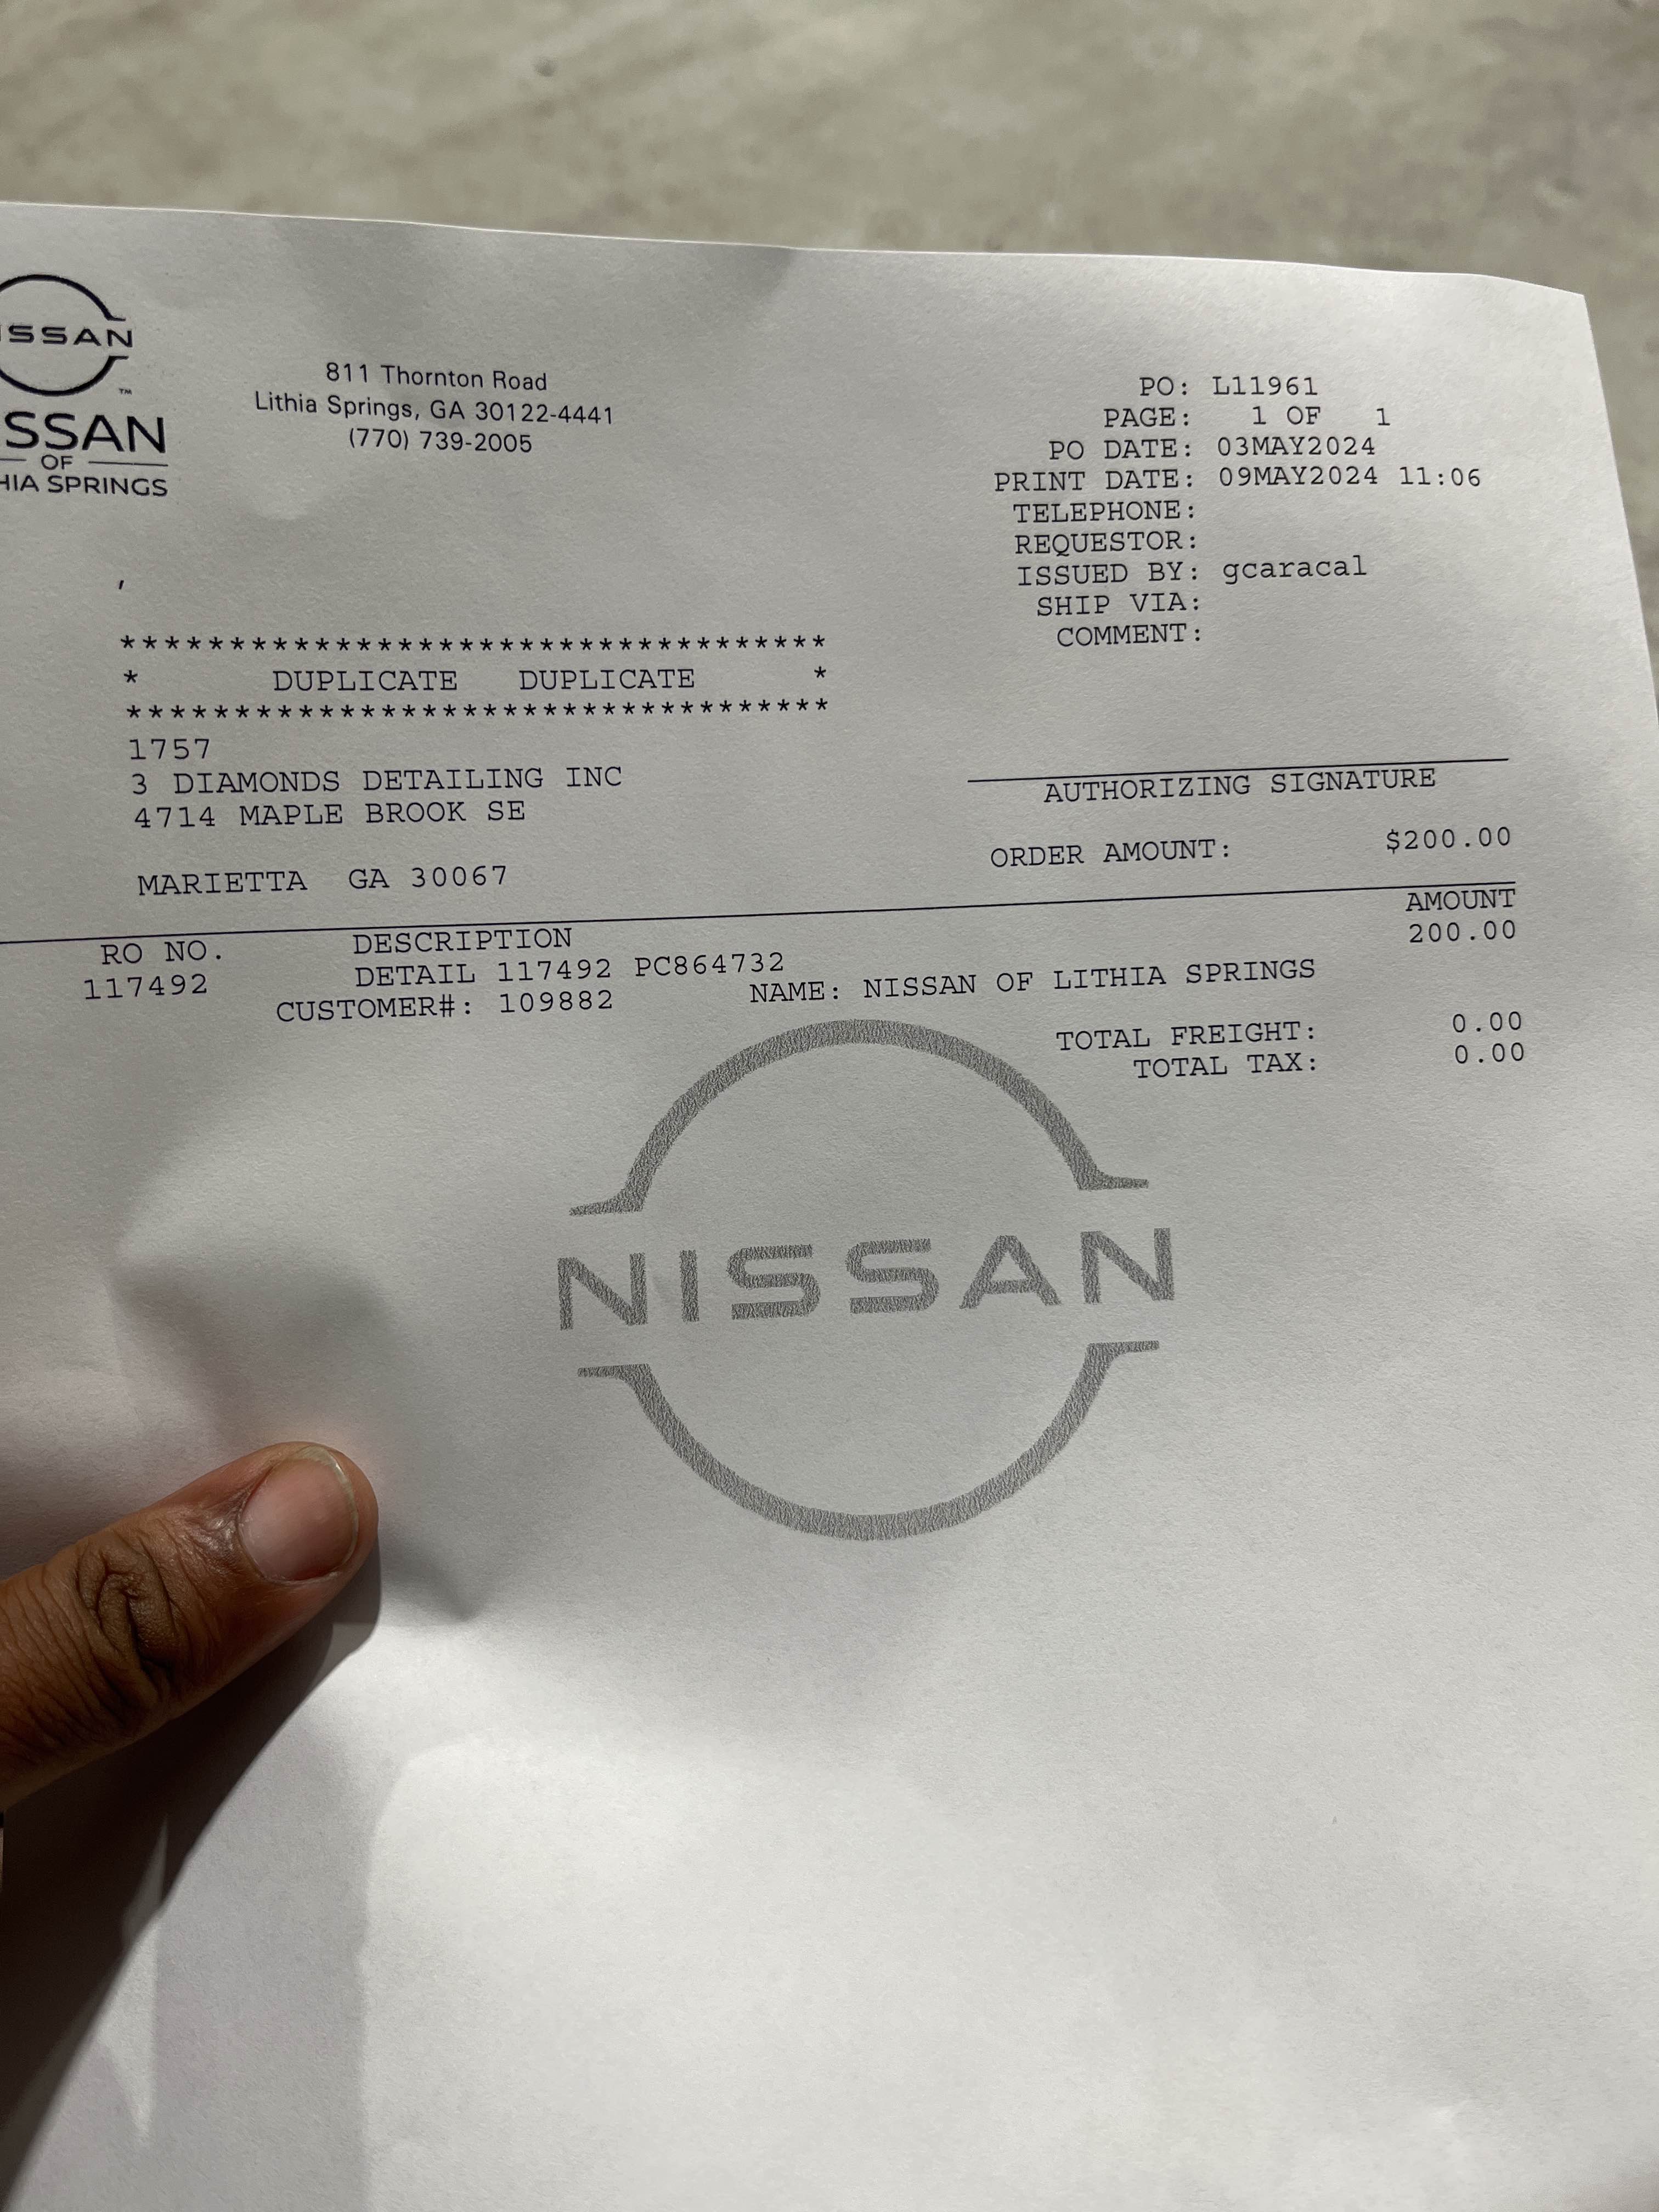 ISSAN
™
ISSAN
OF
HIA SPRINGS
811 Thornton Road
Lithia Springs, GA 30122-4441
(770) 739-2005
PO: L11961
PAGE: 1 OF 1
PO DATE: 03MAY2024
PRINT DATE: 09MAY2024 11:06
TELEPHONE:
REQUESTOR:
ISSUED BY: gcaracal
SHIP VIA:
COMMENT:
,
***********************************
* DUPLICATE DUPLICATE *
***********************************
1757
3 DIAMONDS DETAILING INC
4714 MAPLE BROOK SE
MARIETTA GA 30067
AUTHORIZING SIGNATURE
ORDER AMOUNT: $200.00
RO NO. DESCRIPTION AMOUNT
117492 DETAIL 117492 PC864732 200.00
CUSTOMER#: 109882 NAME: NISSAN OF LITHIA SPRINGS
TOTAL FREIGHT: 0.00
TOTAL TAX: 0.00
NISSAN